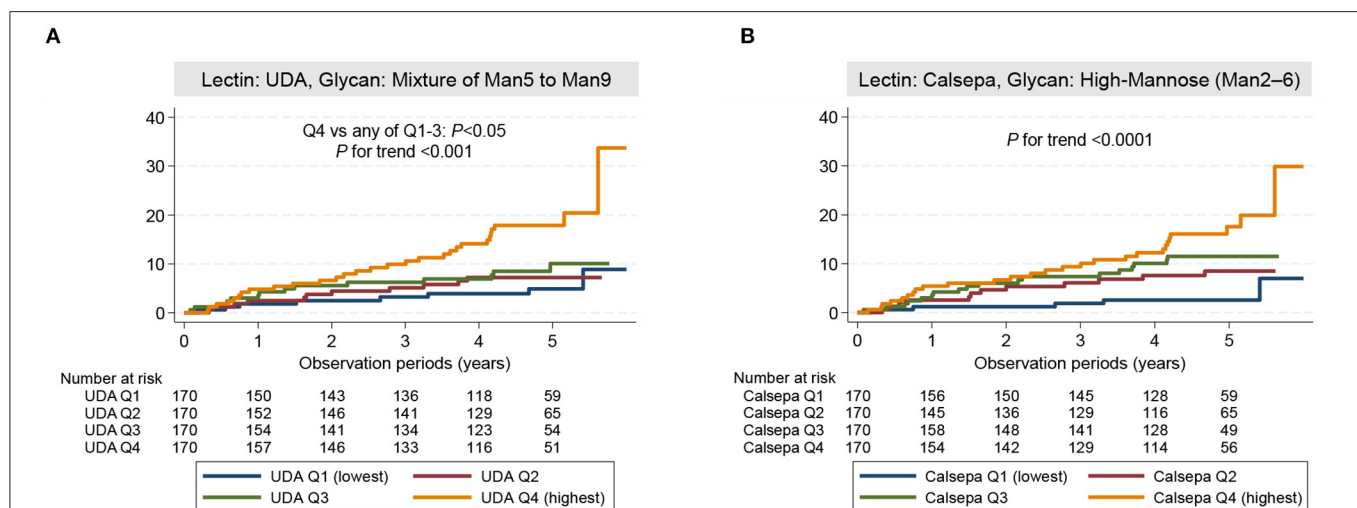 A
Lectin: UDA, Glycan: Mixture of Man5 to Man9
40
30
20
10
0
Q4 vs any of Q1-3: P<0.05
P for trend <0.001
0 1 2 3 4 5
Observation periods (years)
Number at risk
UDA Q1 170 150 143 136 118 59
UDA Q2 170 152 146 141 129 65
UDA Q3 170 154 141 134 123 54
UDA Q4 170 157 146 133 116 51
UDA Q1 (lowest) UDA Q2
UDA Q3 UDA Q4 (highest)
B
Lectin: Calsepa, Glycan: High-Mannose (Man2–6)
40
30
20
10
0
P for trend <0.0001
0 1 2 3 4 5
Observation periods (years)
Number at risk
Calsepa Q1 170 156 150 145 128 59
Calsepa Q2 170 145 136 129 116 65
Calsepa Q3 170 158 148 141 128 49
Calsepa Q4 170 154 142 129 114 56
Calsepa Q1 (lowest) Calsepa Q2
Calsepa Q3 Calsepa Q4 (highest)